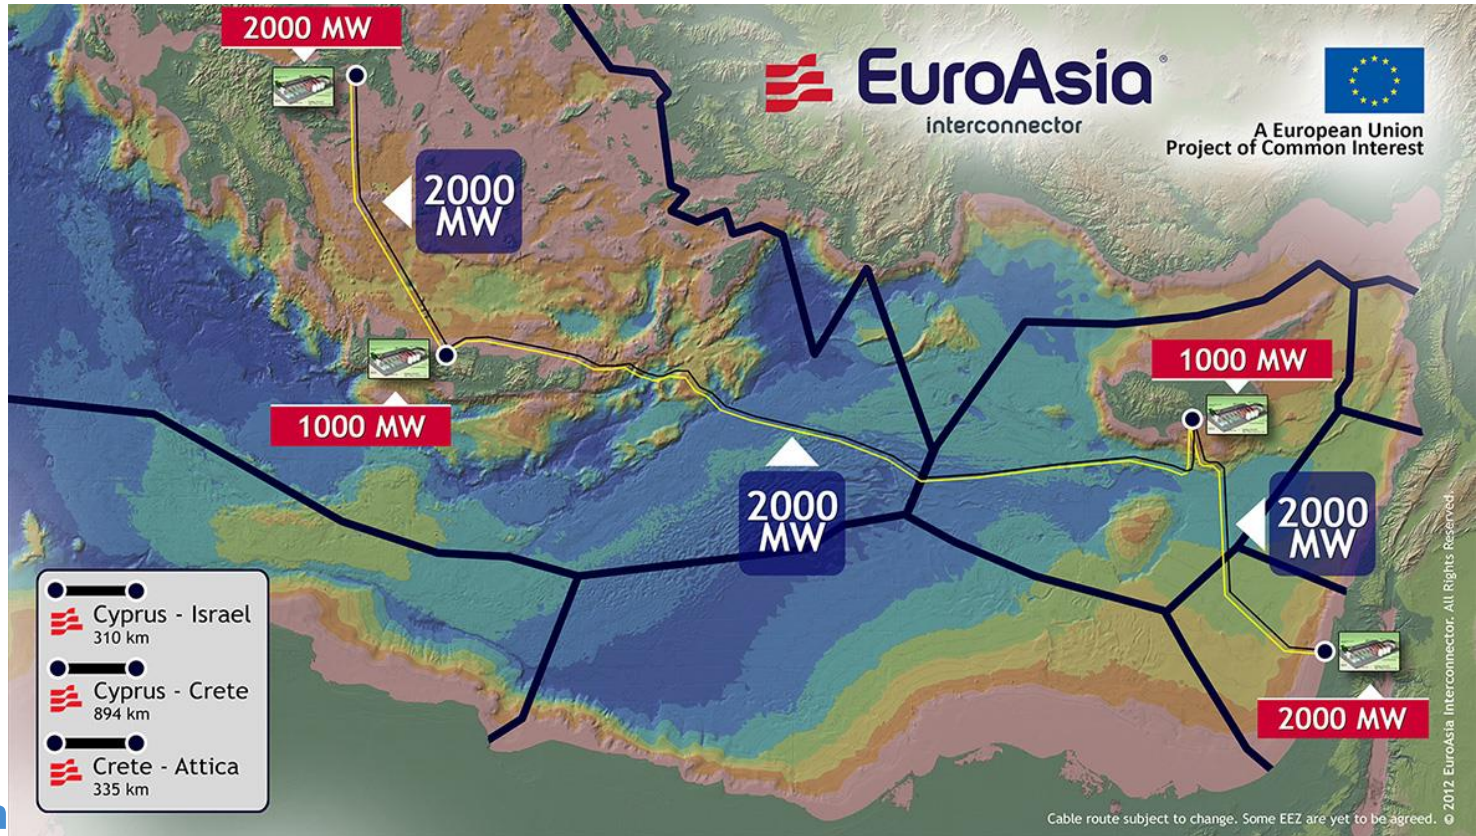 2000 MW
EuroAsia®
interconnector
A European Union
Project of Common Interest
2000
MW
1000 MW
1000 MW
2000
MW
2000
MW
2000 MW
Cyprus - Israel
310 km
Cyprus - Crete
894 km
Crete - Attica
335 km
Cable route subject to change. Some EEZ are yet to be agreed.
© 2012 EuroAsia Interconnector. All Rights Reserved.